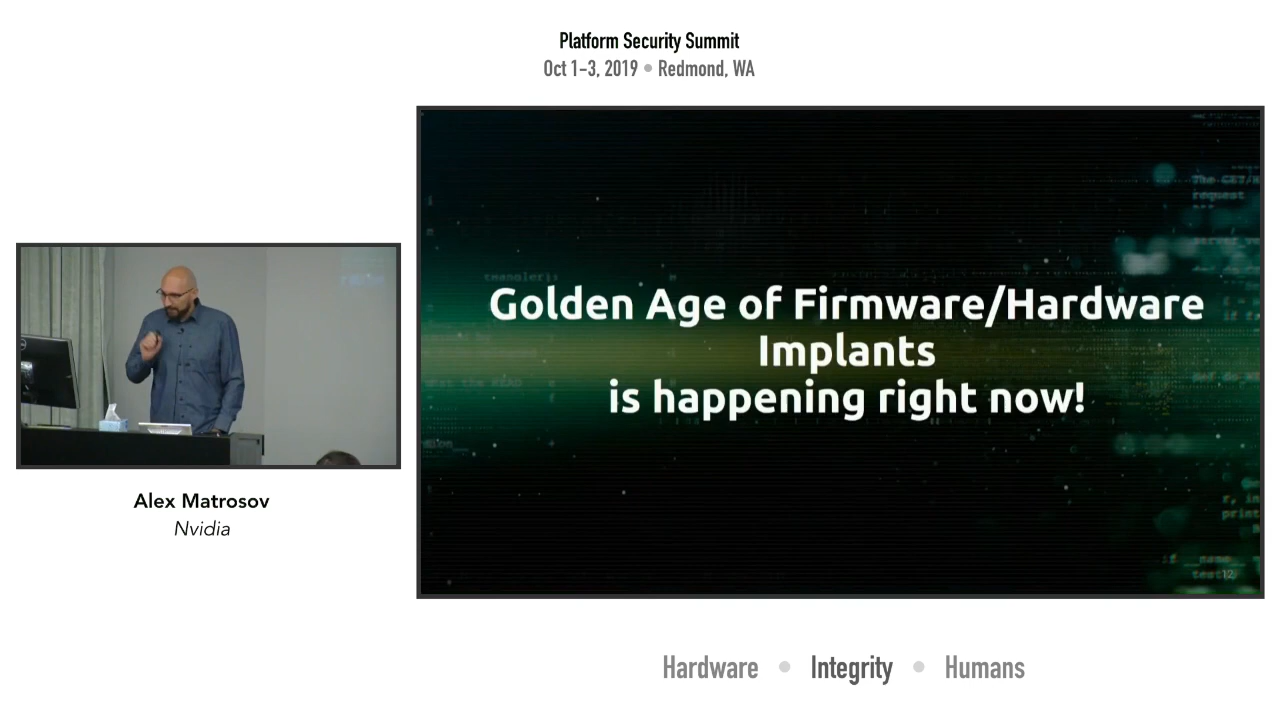 Platform Security Summit
Oct 1-3, 2019 • Redmond, WA
Golden Age of Firmware/Hardware
Implants
is happening right now!
12
Alex Matrosov
Nvidia
Hardware • Integrity • Humans